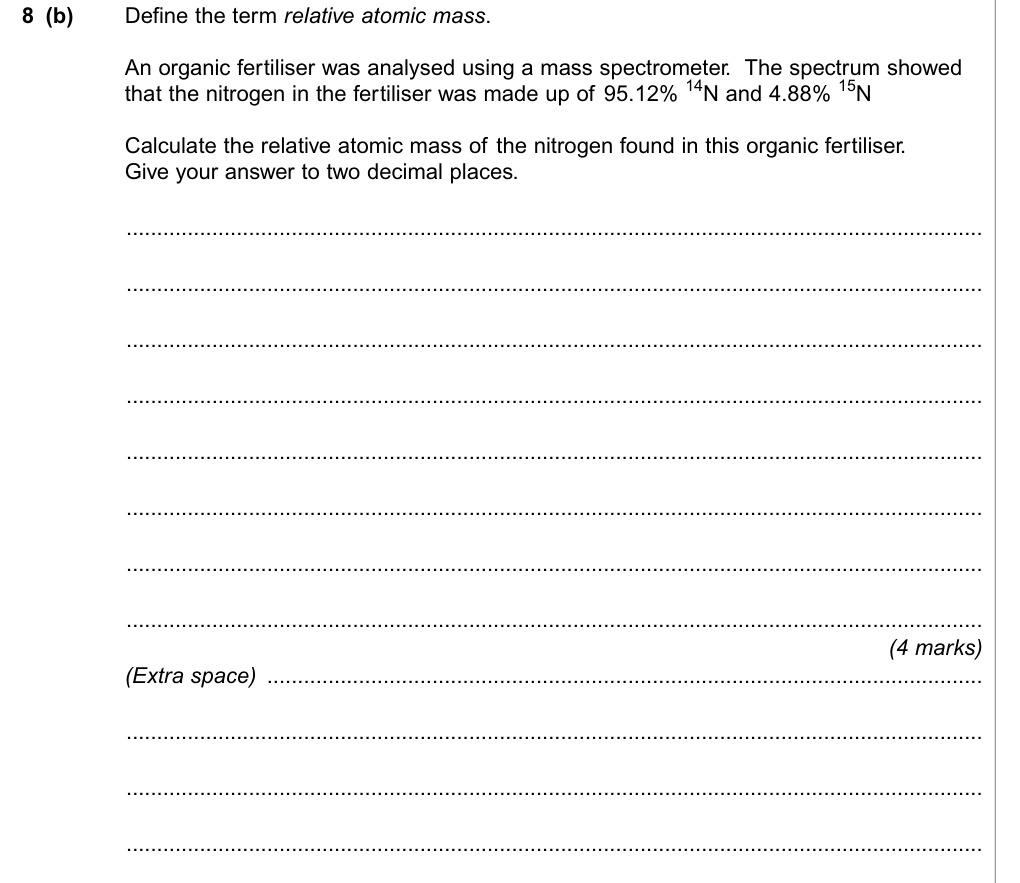 8 (b) Define the term relative atomic mass.
An organic fertiliser was analysed using a mass spectrometer. The spectrum showed
that the nitrogen in the fertiliser was made up of 95.12% ¹⁴N and 4.88% ¹⁵N
Calculate the relative atomic mass of the nitrogen found in this organic fertiliser.
Give your answer to two decimal places.
(4 marks)
(Extra space)